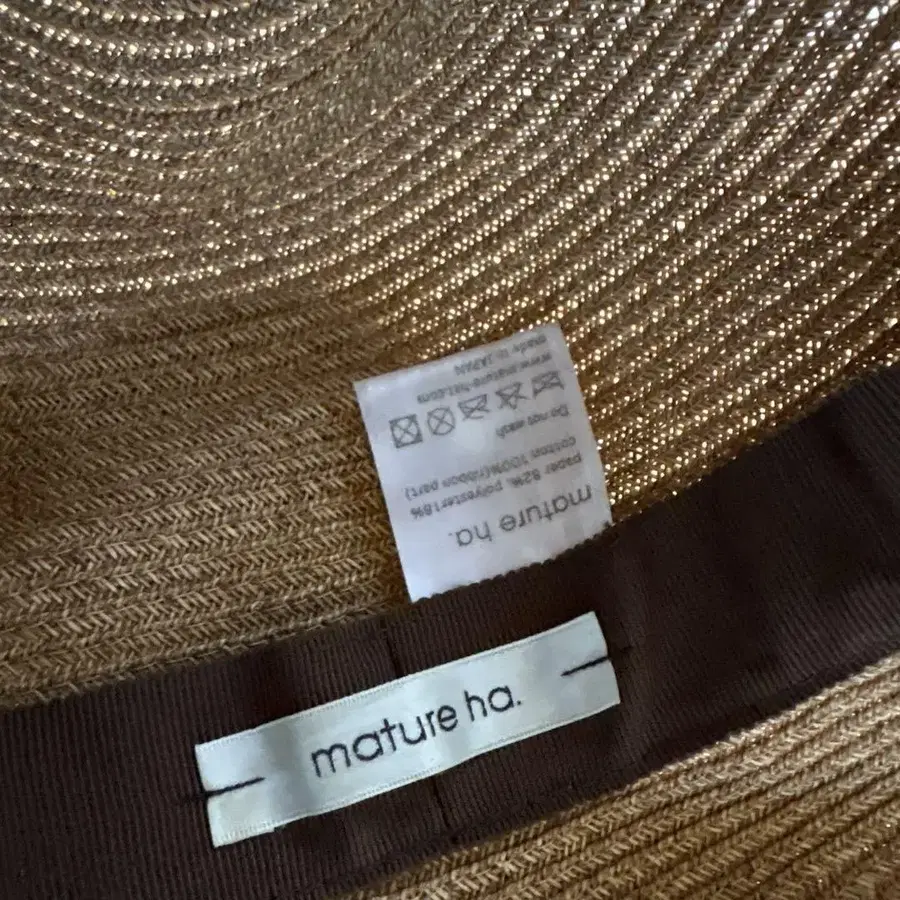 mature ha.
paper 82%, polyester18%
cotton 100%(ribbon part)
Do not wash
www.mature-hat.com
made in JAPAN
mature ha.